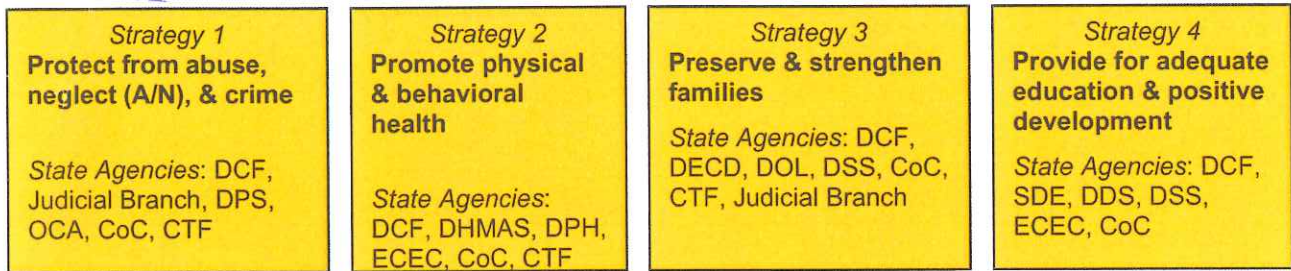 Strategy 1
Protect from abuse,
neglect (A/N), & crime
State Agencies: DCF,
Judicial Branch, DPS,
OCA, CoC, CTF
Strategy 2
Promote physical
& behavioral
health
State Agencies:
DCF, DHMAS, DPH,
ECEC, CoC, CTF
Strategy 3
Preserve & strengthen
families
State Agencies: DCF,
DECD, DOL, DSS, CoC,
CTF, Judicial Branch
Strategy 4
Provide for adequate
education & positive
development
State Agencies: DCF,
SDE, DDS, DSS,
ECEC, CoC